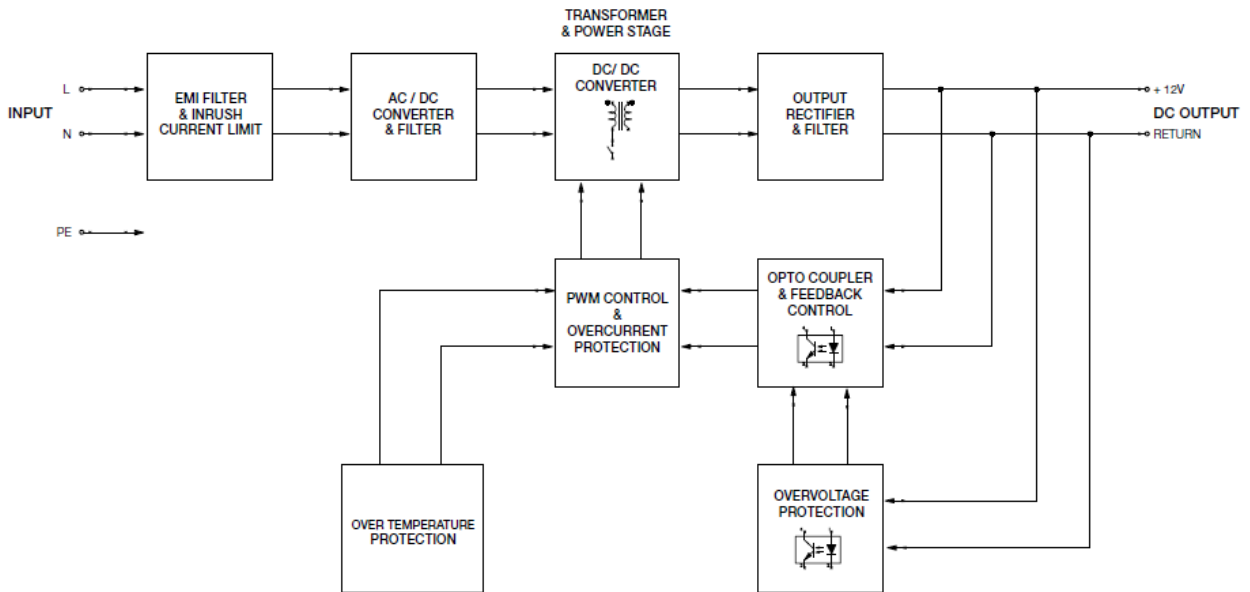 TRANSFORMER
& POWER STAGE
INPUT
L
N
PE
EMI FILTER
& INRUSH
CURRENT LIMIT
AC / DC
CONVERTER
& FILTER
DC/ DC
CONVERTER
OUTPUT
RECTIFIER
& FILTER
+ 12V
DC OUTPUT
RETURN
PWM CONTROL
&
OVERCURRENT
PROTECTION
OPTO COUPLER
& FEEDBACK
CONTROL
OVER TEMPERATURE
PROTECTION
OVERVOLTAGE
PROTECTION